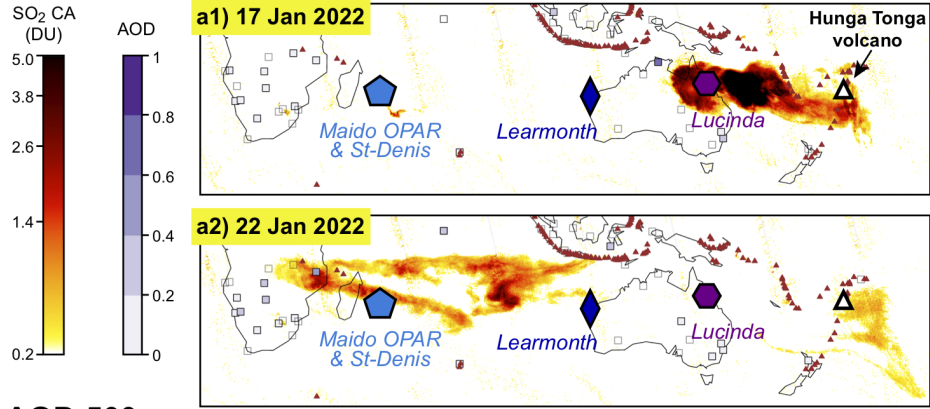 SO₂ CA
(DU)
AOD
5.0
3.8
2.6
1.4
0.2
1
0.8
0.6
0.4
0.2
0
a1) 17 Jan 2022
Hunga Tonga
volcano
Maido OPAR
& St-Denis
Learmonth
Lucinda
a2) 22 Jan 2022
Maido OPAR
& St-Denis
Learmonth
Lucinda